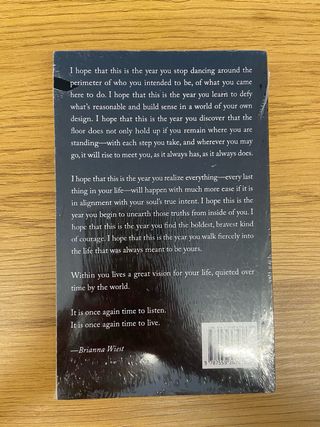 I hope that this is the year you stop dancing around the
perimeter of who you intended to be, of what you
came here to do. I hope that this is the year you learn to defy
what's reasonable and build sense in a world of your own
design. I hope that this is the year you discover that the
floor does not only hold up if you remain where you are
standing—with each step you take, and wherever you may
go, it will rise to meet you, as it always has, as it always does.
I hope that this is the year you realize everything—every last
thing in your life—will happen with much more ease if it is
in alignment with your soul's true intent. I hope this is the
year you begin to unearth those truths from inside of you. I
hope that this is the year you find the boldest, bravest kind
of courage. I hope that this is the year you walk fiercely into
the life that was always meant to be yours.
Within you lives a great vision for your life, quieted over
time by the world.
It is once again time to listen.
It is once again time to live.
—Brianna Wiest